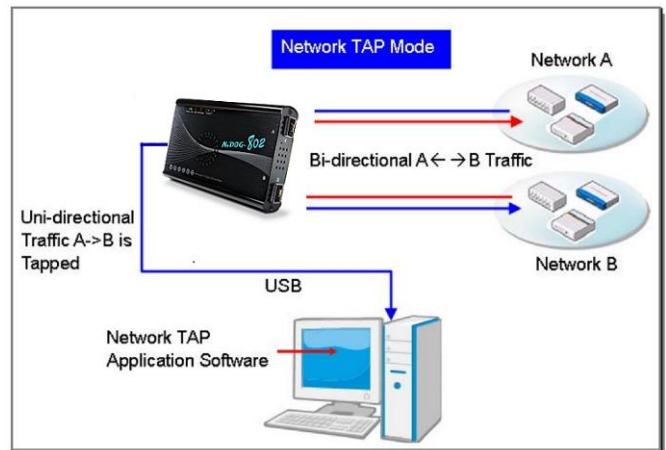 Network TAP Mode
Network A
Bi-directional A← →B Traffic
Uni-directional
Traffic A->B is
Tapped
Network B
USB
Network TAP
Application Software